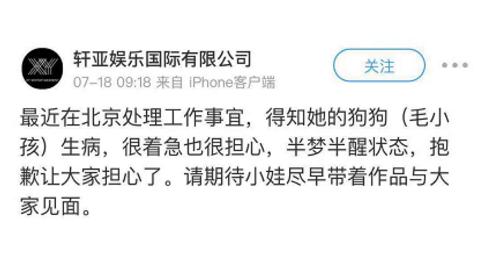 轩亚娱乐国际有限公司
07-18 09:18 来自 iPhone客户端
关注
最近在北京处理工作事宜，得知她的狗狗（毛小
孩）生病，很着急也很担心，半梦半醒状态，抱
歉让大家担心了。请期待小娃尽早带着作品与大
家见面。